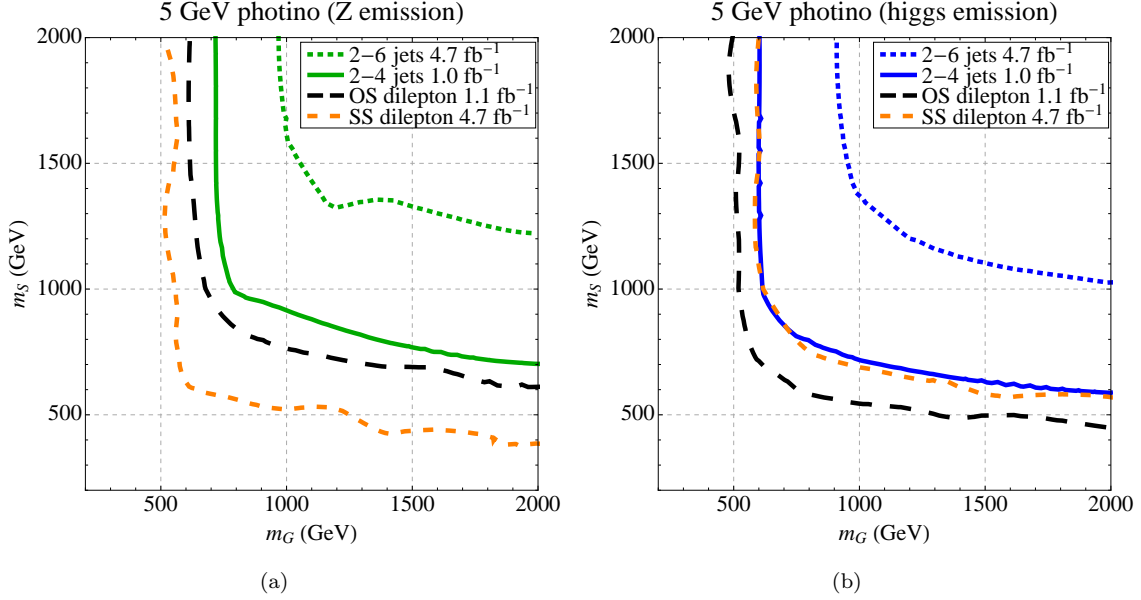 5 GeV photino (Z emission)
2−6 jets 4.7 fb⁻¹
2−4 jets 1.0 fb⁻¹
OS dilepton 1.1 fb⁻¹
SS dilepton 4.7 fb⁻¹
2000
1500
1000
500
m_S (GeV)
500 1000 1500 2000
m_G (GeV)
(a)
5 GeV photino (higgs emission)
2−6 jets 4.7 fb⁻¹
2−4 jets 1.0 fb⁻¹
OS dilepton 1.1 fb⁻¹
SS dilepton 4.7 fb⁻¹
2000
1500
1000
500
m_S (GeV)
500 1000 1500 2000
m_G (GeV)
(b)